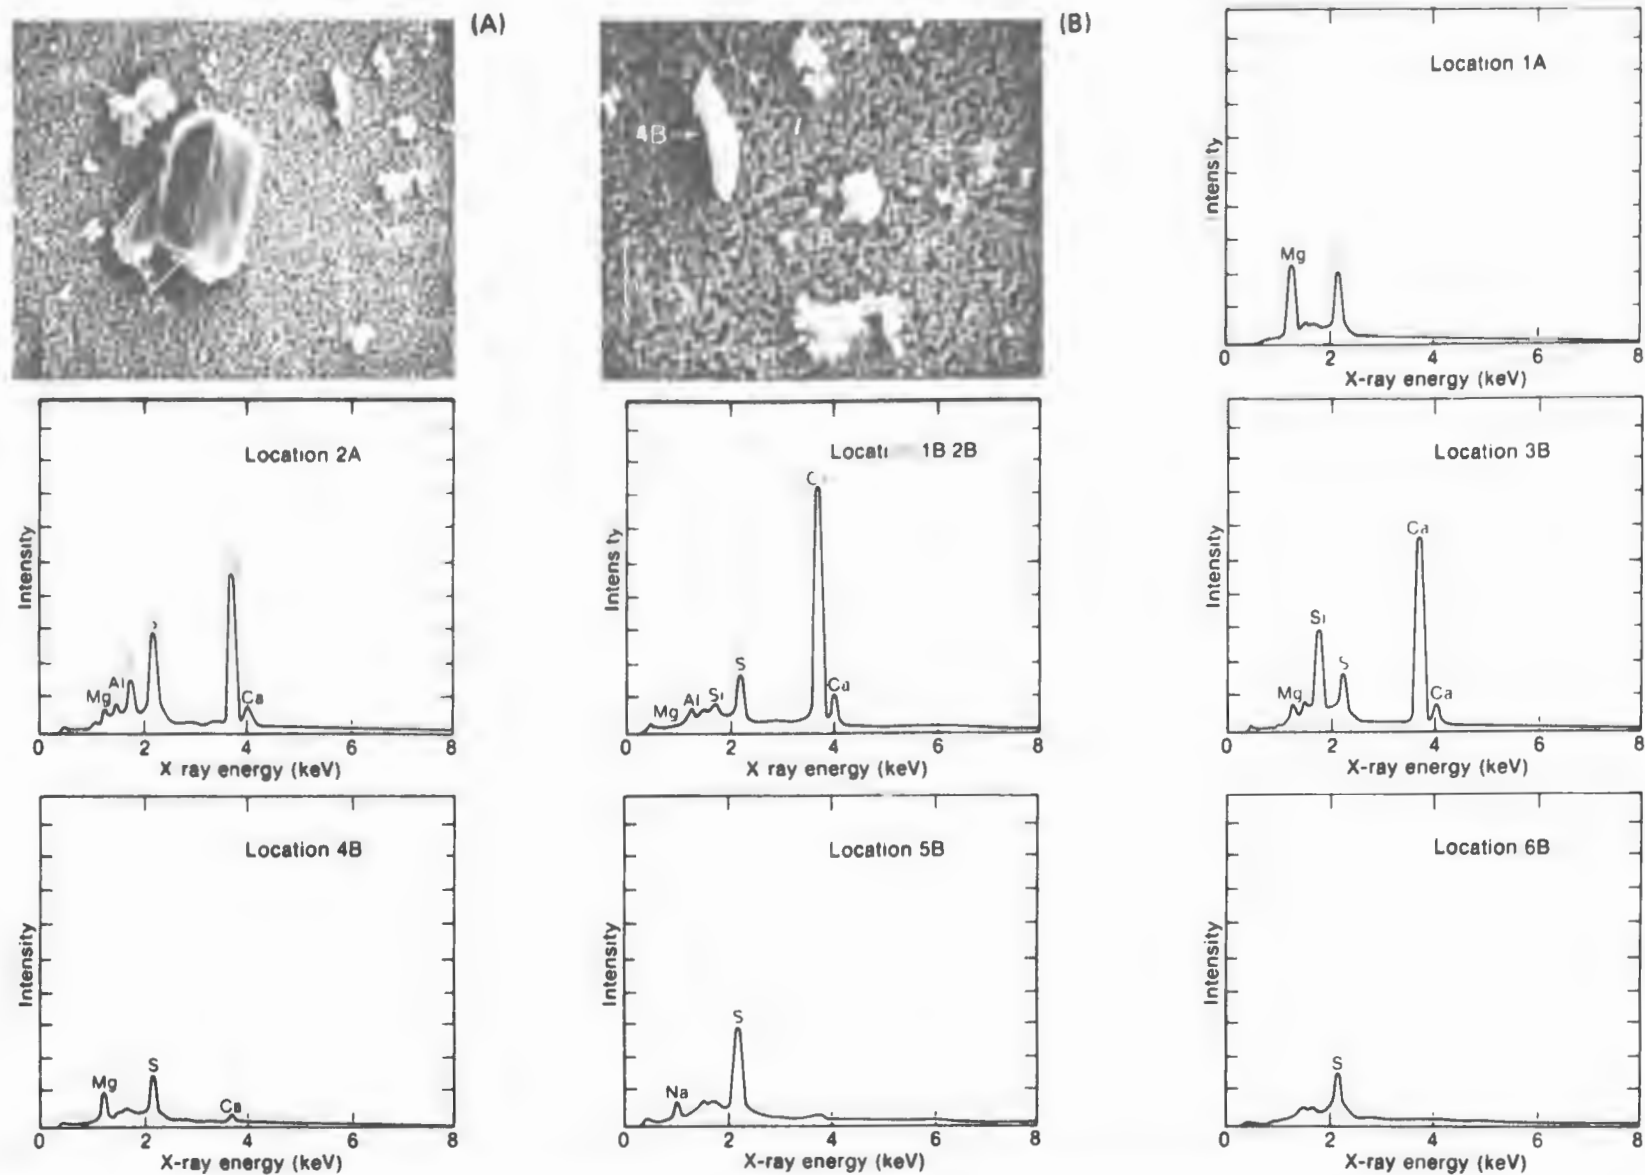 (A)
(B)
4B
Location 1A
Intensity
Mg
0 2 4 6 8
X-ray energy (keV)
Location 2A
Intensity
Mg
Al
Ca
0 2 4 6 8
X ray energy (keV)
1B 2B
Intensity
Mg
Al
Si
S
Ca
0 2 4 6 8
X ray energy (keV)
Location 3B
Intensity
Mg
Si
S
Ca
Ca
0 2 4 6 8
X-ray energy (keV)
Location 4B
Intensity
Mg
S
Ca
0 2 4 6 8
X-ray energy (keV)
Location 5B
Intensity
Na
S
0 2 4 6 8
X-ray energy (keV)
Location 6B
Intensity
S
0 2 4 6 8
X-ray energy (keV)